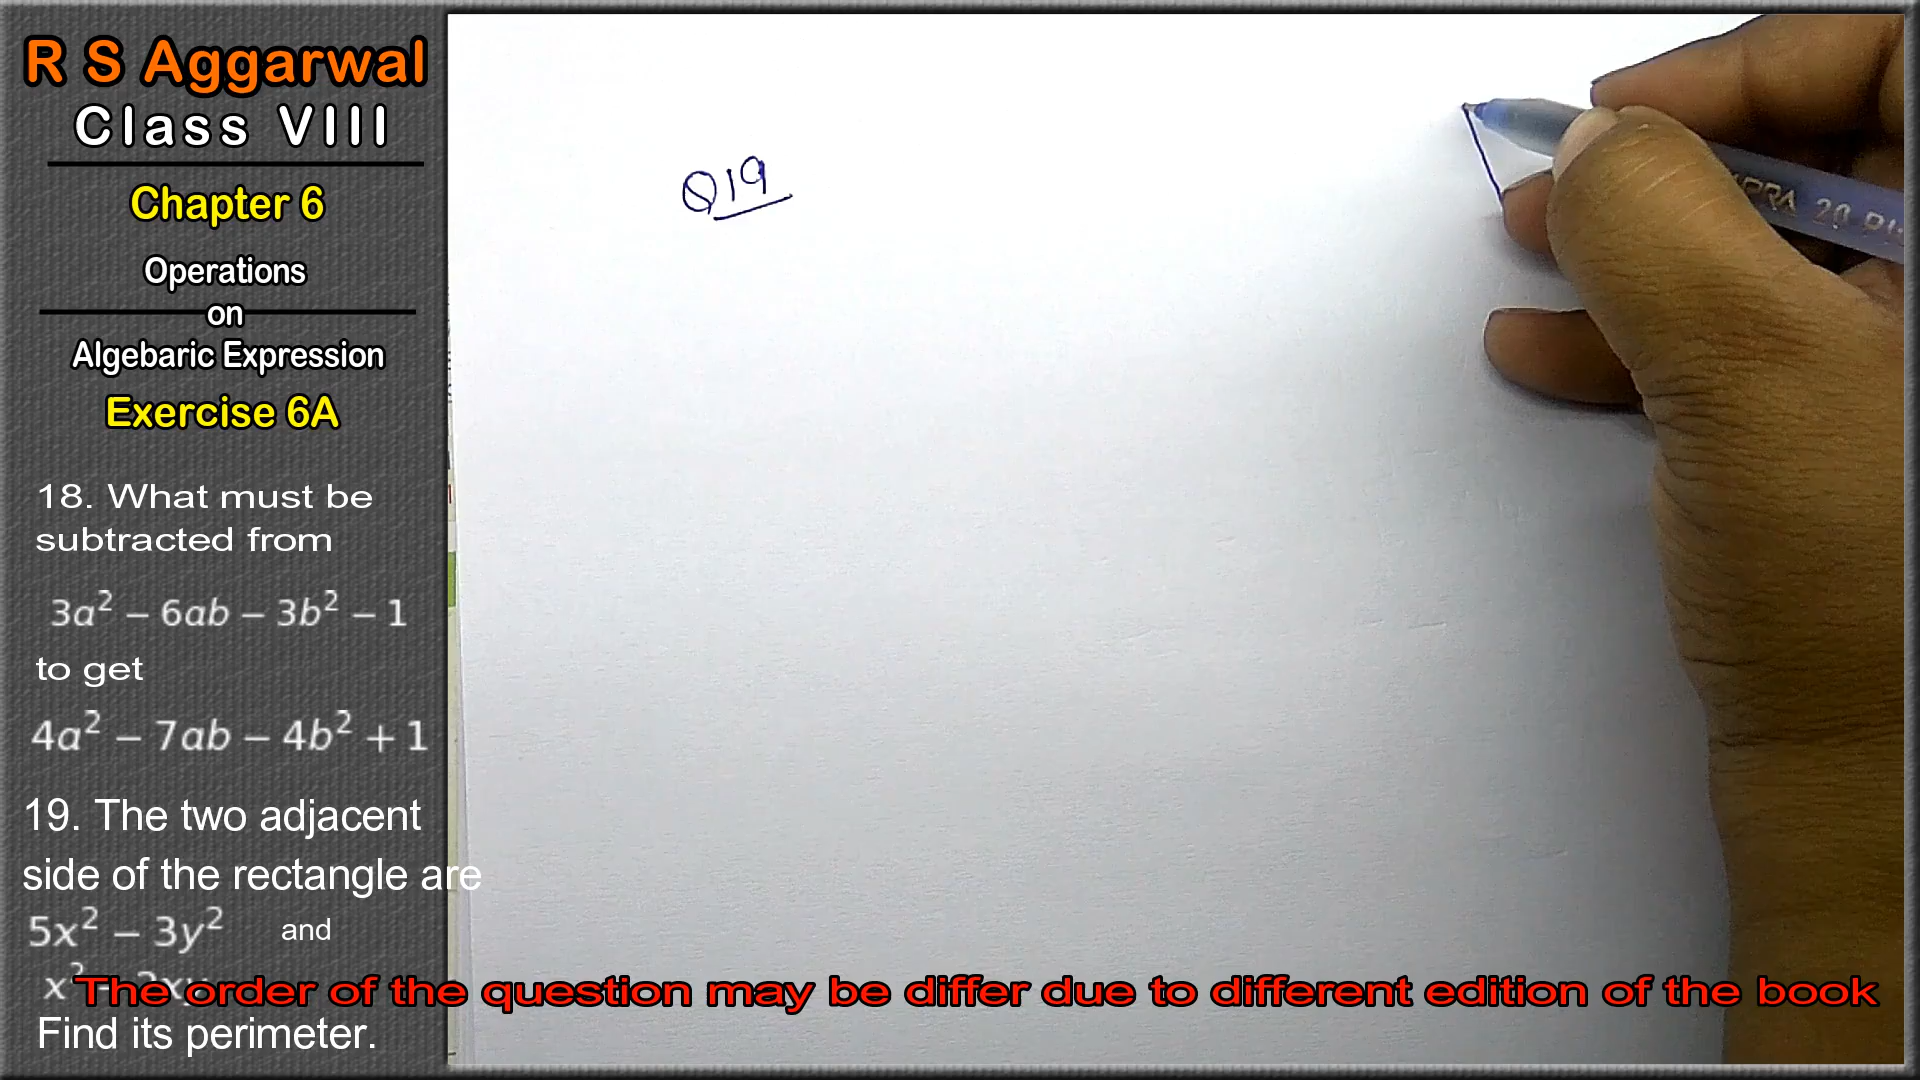 R S Aggarwal
Class VIII
Chapter 6
Operations
on
Algebaric Expression
Exercise 6A
18. What must be
subtracted from
3a² − 6ab − 3b² − 1
to get
4a² − 7ab − 4b² + 1
19. The two adjacent
side of the rectangle are
5x² − 3y² and
The order of the question may be differ due to different edition of the book
Find its perimeter.
Q19